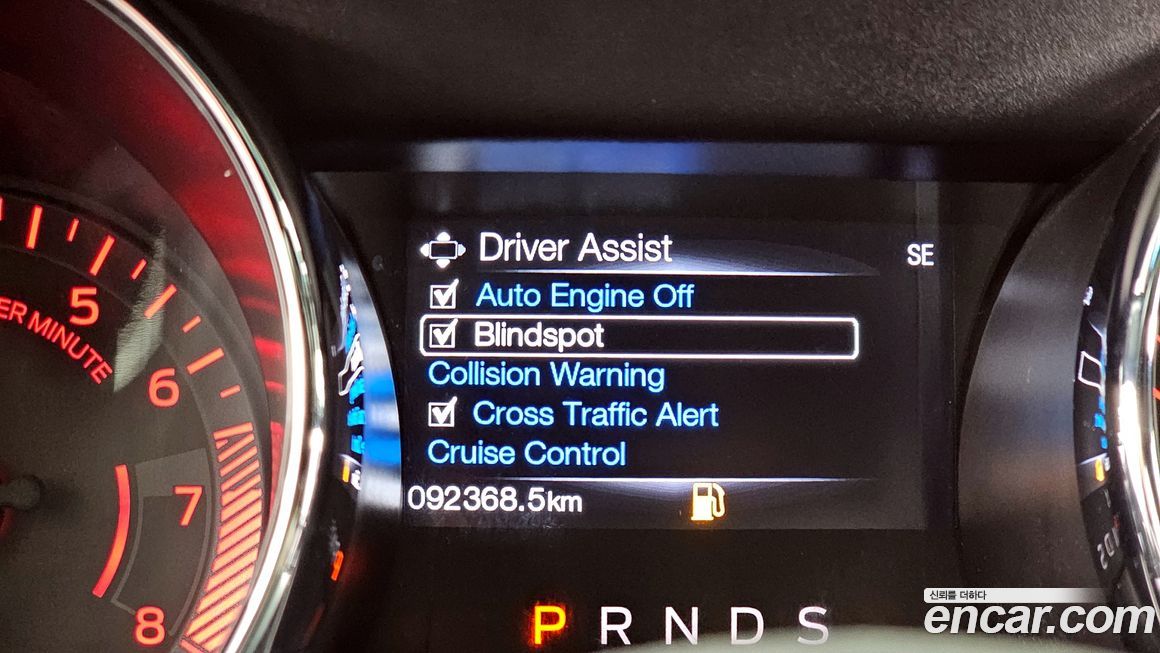 Driver Assist
SE
Auto Engine Off
Blindspot
Collision Warning
Cross Traffic Alert
Cruise Control
092368.5km
PRNDS
5
ER MINUTE
6
7
8
신뢰를 더하다
encar.com